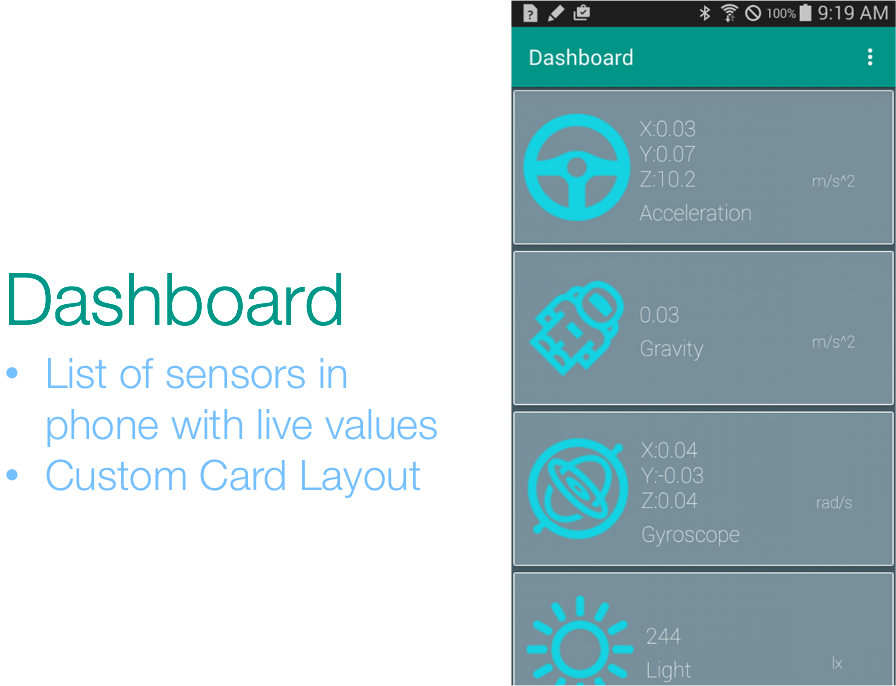 Dashboard
• List of sensors in
phone with live values
• Custom Card Layout
100% 9:19 AM
Dashboard
X:0.03
Y:0.07
Z:10.2
m/s^2
Acceleration
0.03
m/s^2
Gravity
X:0.04
Y:-0.03
Z:0.04
rad/s
Gyroscope
244
lx
Light